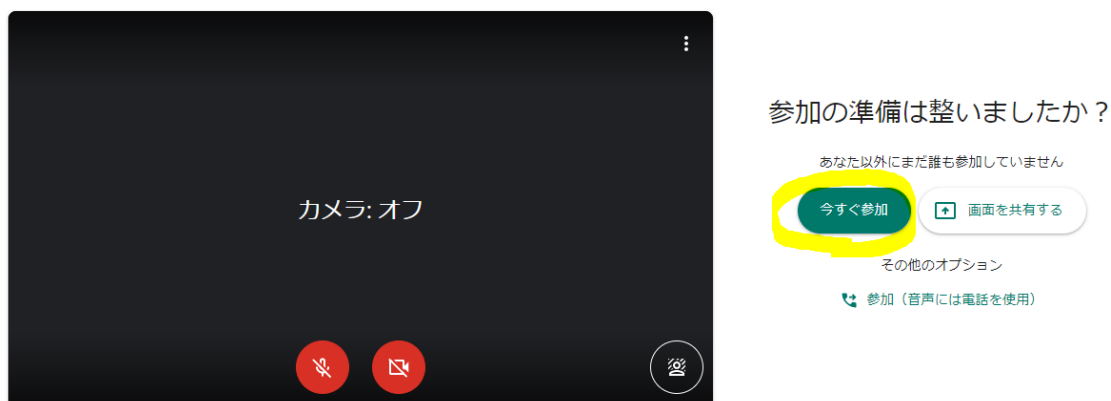 カメラ: オフ
参加の準備は整いましたか？
あなた以外にまだ誰も参加していません
今すぐ参加
画面を共有する
その他のオプション
参加（音声には電話を使用）